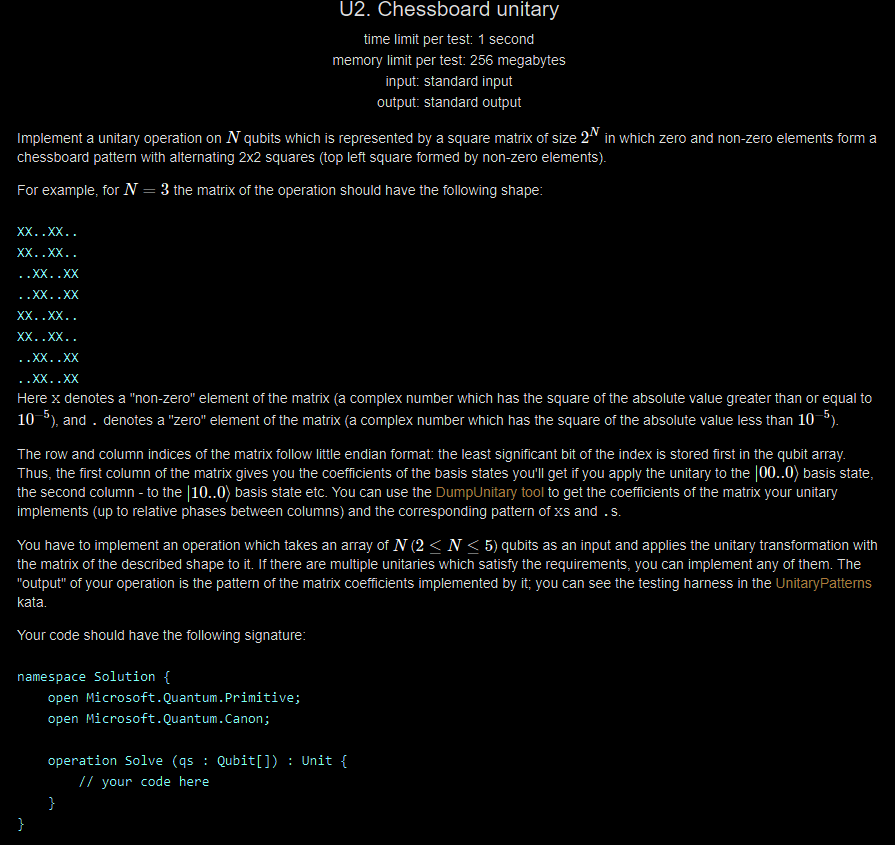 U2. Chessboard unitary
time limit per test: 1 second
memory limit per test: 256 megabytes
input: standard input
output: standard output
Implement a unitary operation on N qubits which is represented by a square matrix of size 2^N in which zero and non-zero elements form a
chessboard pattern with alternating 2x2 squares (top left square formed by non-zero elements).
For example, for N = 3 the matrix of the operation should have the following shape:
XX..XX..
XX..XX..
..XX..XX
..XX..XX
XX..XX..
XX..XX..
..XX..XX
..XX..XX
Here X denotes a "non-zero" element of the matrix (a complex number which has the square of the absolute value greater than or equal to
10^-5), and . denotes a "zero" element of the matrix (a complex number which has the square of the absolute value less than 10^-5).
The row and column indices of the matrix follow little endian format: the least significant bit of the index is stored first in the qubit array.
Thus, the first column of the matrix gives you the coefficients of the basis states you'll get if you apply the unitary to the |00..0⟩ basis state,
the second column - to the |10..0⟩ basis state etc. You can use the DumpUnitary tool to get the coefficients of the matrix your unitary
implements (up to relative phases between columns) and the corresponding pattern of Xs and .s.
You have to implement an operation which takes an array of N (2 ≤ N ≤ 5) qubits as an input and applies the unitary transformation with
the matrix of the described shape to it. If there are multiple unitaries which satisfy the requirements, you can implement any of them. The
"output" of your operation is the pattern of the matrix coefficients implemented by it; you can see the testing harness in the UnitaryPatterns
kata.
Your code should have the following signature:
namespace Solution {
    open Microsoft.Quantum.Primitive;
    open Microsoft.Quantum.Canon;
    operation Solve (qs : Qubit[]) : Unit {
        // your code here
    }
}